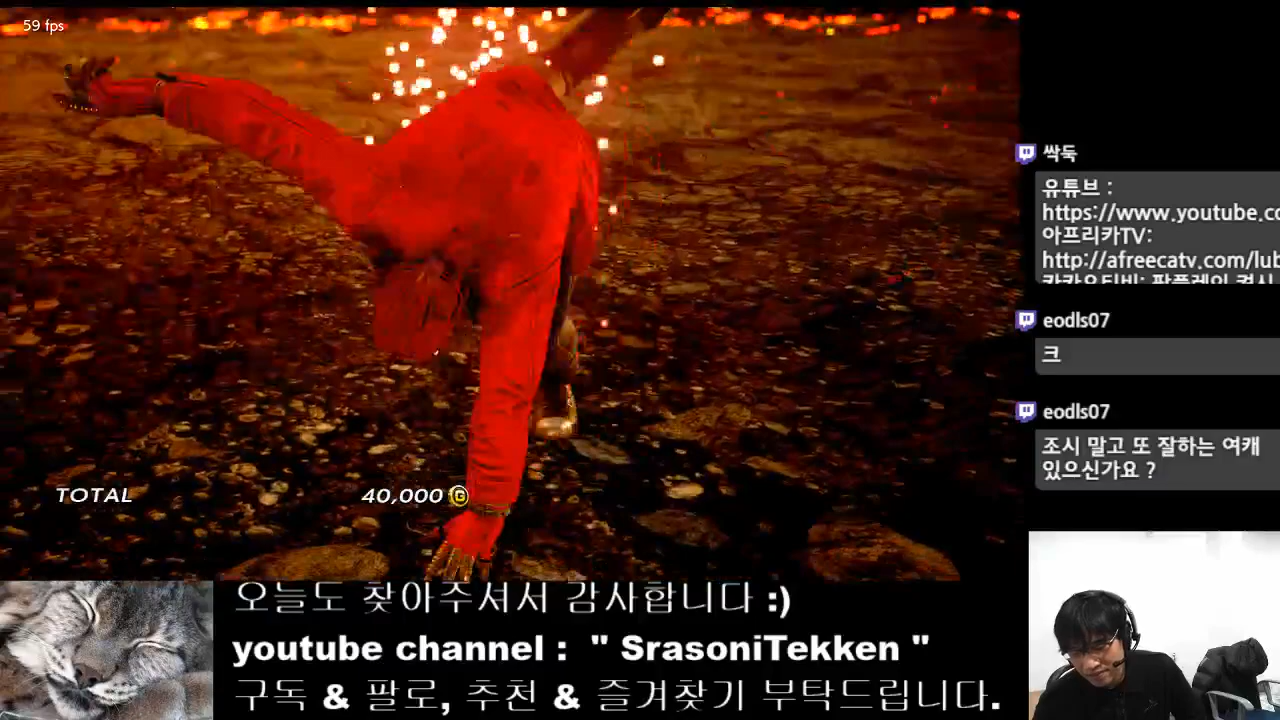 59 fps
싹둑
유튜브 :
https://www.youtube.co
아프리카TV:
http://afreecatv.com/lub
eodls07
크
eodls07
조시 말고 또 잘하는 여캐
있으신가요 ?
TOTAL 40,000 G
오늘도 찾아주셔서 감사합니다 :)
youtube channel : " SrasoniTekken "
구독 & 팔로, 추천 & 즐겨찾기 부탁드립니다.